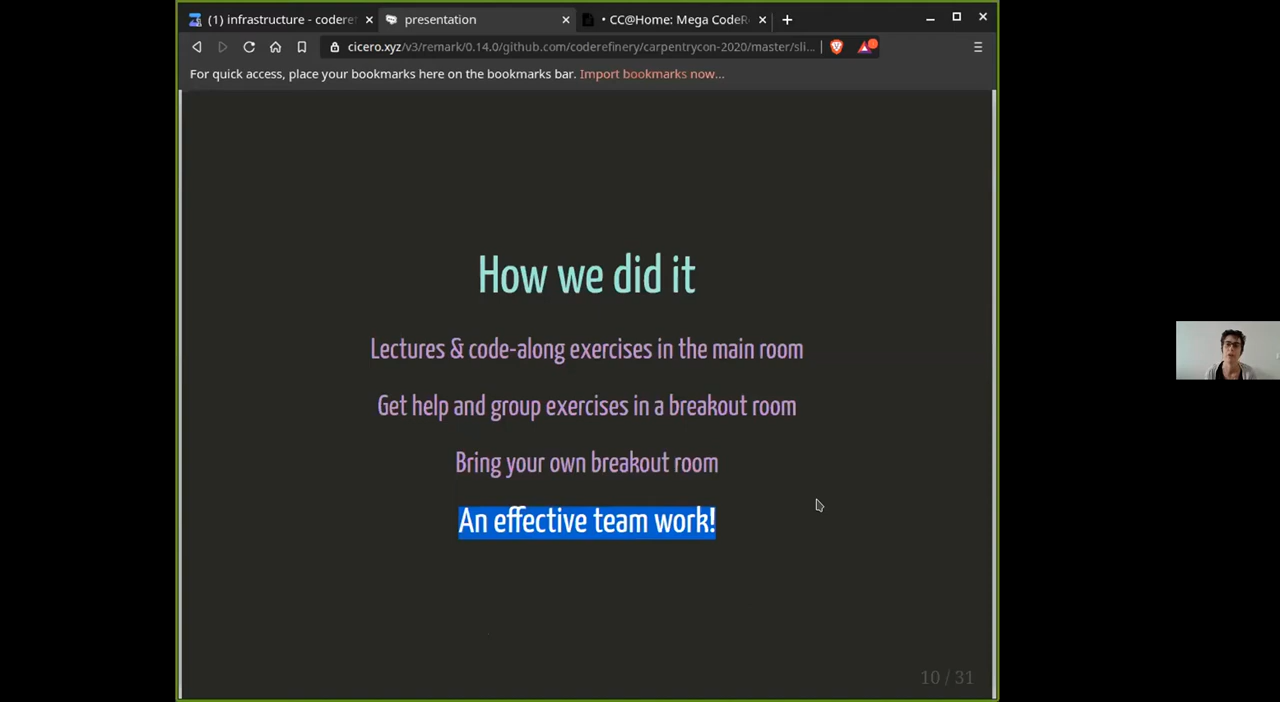 (1) infrastructure - coderef
presentation
• CC@Home: Mega CodeR
cicero.xyz/v3/remark/0.14.0/github.com/coderefinery/carpentrycon-2020/master/sli...
For quick access, place your bookmarks here on the bookmarks bar. Import bookmarks now...
How we did it
Lectures & code-along exercises in the main room
Get help and group exercises in a breakout room
Bring your own breakout room
An effective team work!
10 / 31